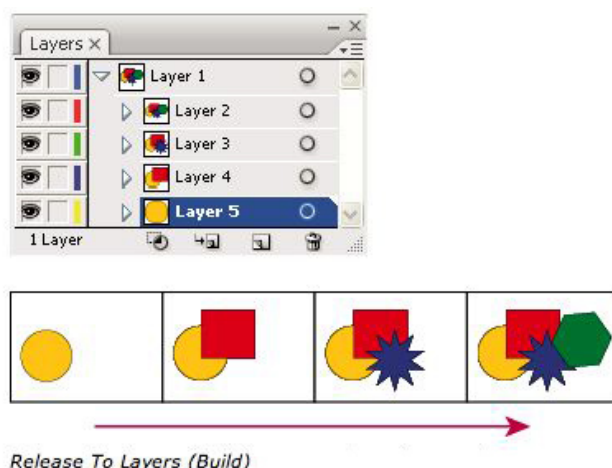 Layers
Layer 1
Layer 2
Layer 3
Layer 4
Layer 5
1 Layer
Release To Layers (Build)